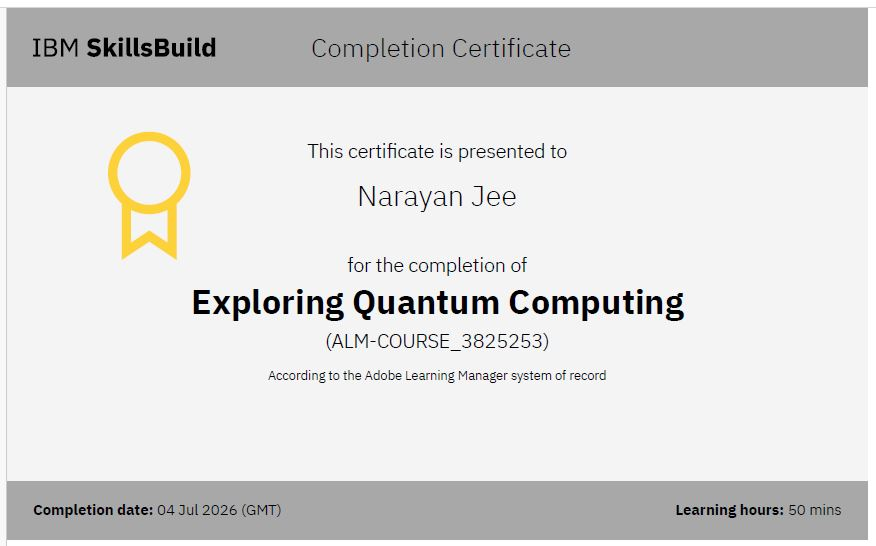 IBM SkillsBuild
Completion Certificate
This certificate is presented to
Narayan Jee
for the completion of
Exploring Quantum Computing
(ALM-COURSE_3825253)
According to the Adobe Learning Manager system of record
Completion date: 04 Jul 2026 (GMT)
Learning hours: 50 mins